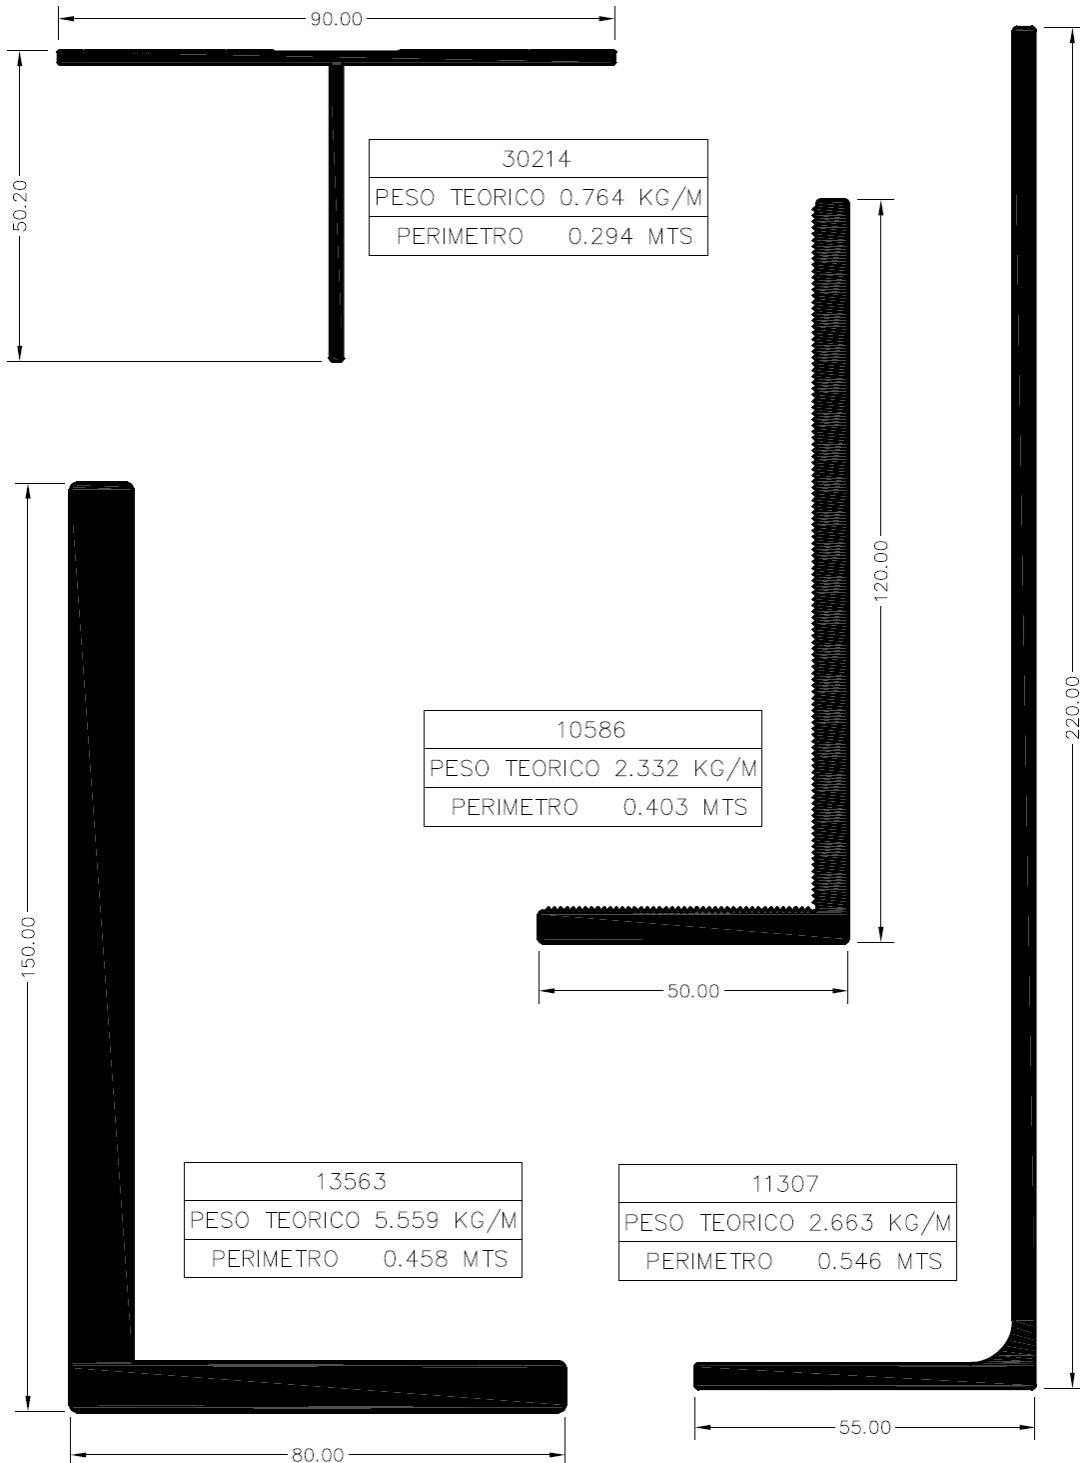 90.00
50.20
30214
PESO TEORICO 0.764 KG/M
PERIMETRO 0.294 MTS
120.00
220.00
10586
PESO TEORICO 2.332 KG/M
PERIMETRO 0.403 MTS
150.00
50.00
13563
PESO TEORICO 5.559 KG/M
PERIMETRO 0.458 MTS
11307
PESO TEORICO 2.663 KG/M
PERIMETRO 0.546 MTS
55.00
80.00